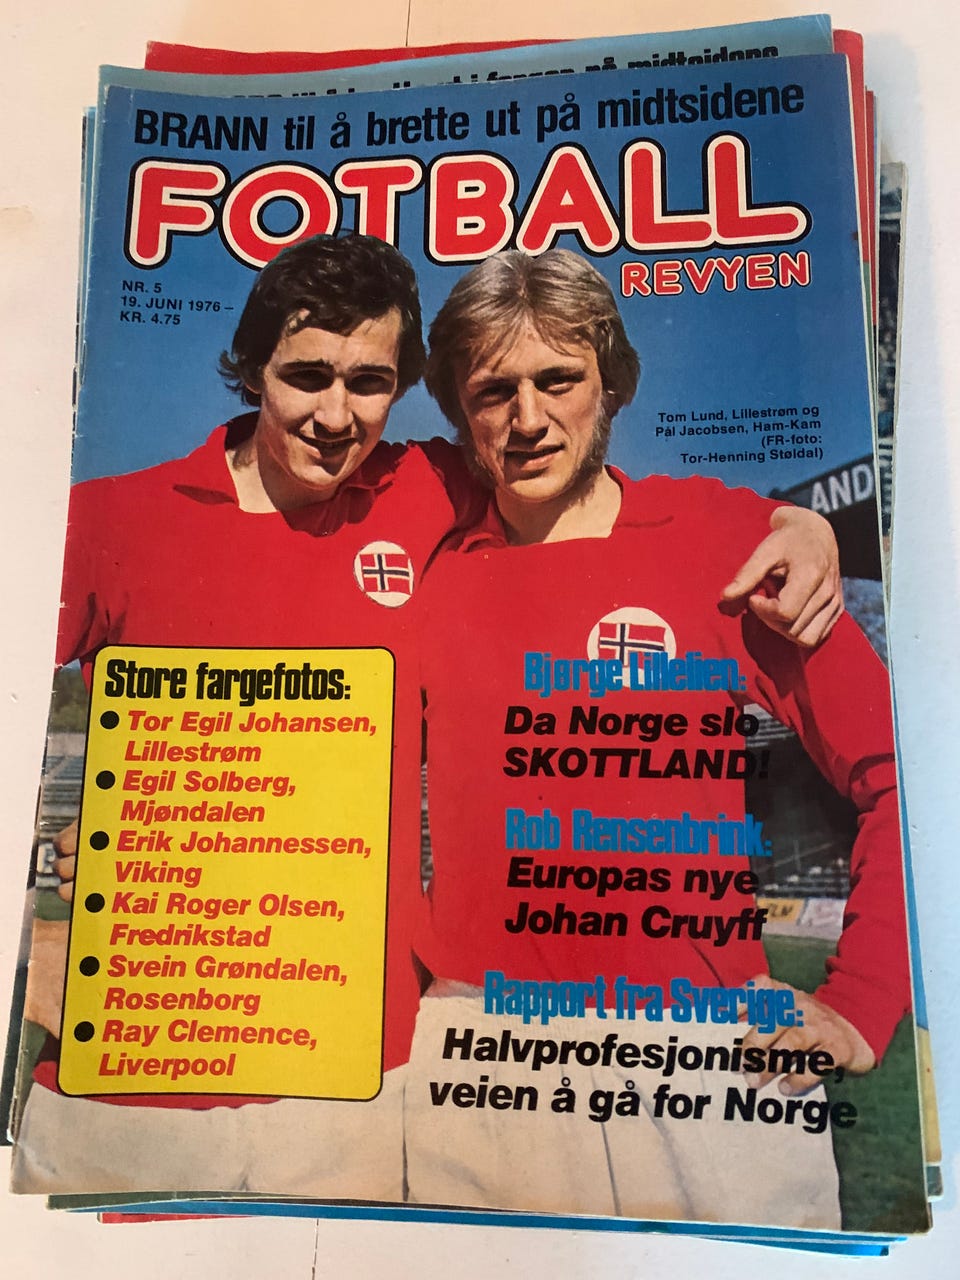 midtsidene
BRANN til å brette ut på midtsidene
FOTBALL
REVYEN
NR. 5
19. JUNI 1976 –
KR. 4.75
Tom Lund, Lillestrøm og
Pål Jacobsen, Ham-Kam
(FR-foto:
Tor-Henning Støldal)
AND
Store fargefotos:
● Tor Egil Johansen,
Lillestrøm
● Egil Solberg,
Mjøndalen
● Erik Johannessen,
Viking
● Kai Roger Olsen,
Fredrikstad
● Svein Grøndalen,
Rosenborg
● Ray Clemence,
Liverpool
Bjørge Lillelien:
Da Norge slo
SKOTTLAND!
Rob Rensenbrink:
Europas nye
Johan Cruyff
Rapport fra Sverige:
Halvprofesjonisme,
veien å gå for Norge